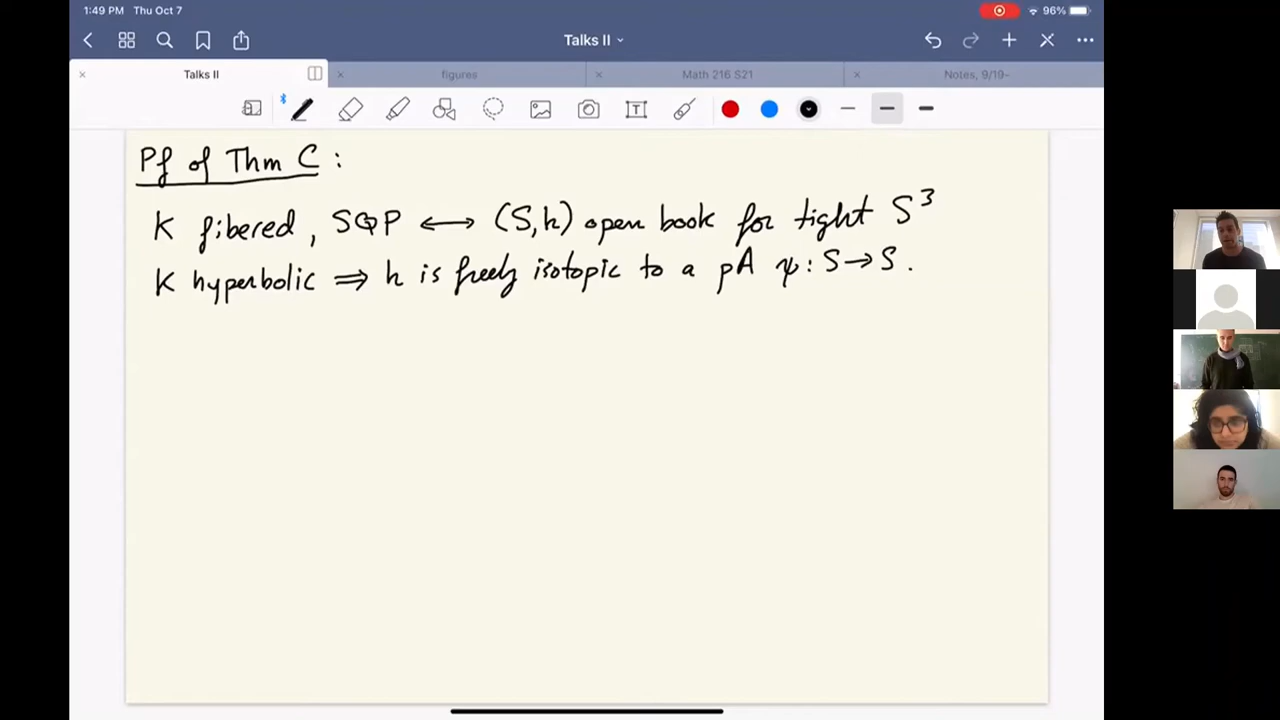 1:49 PM Thu Oct 7
96%
Talks II
Talks II
figures
Math 216 S21
Notes, 9/19-
Pf of Thm C :
K fibered, SQP ⟷ (S,h) open book for tight S³
K hyperbolic ⟹ h is freely isotopic to a pA ψ: S→S.